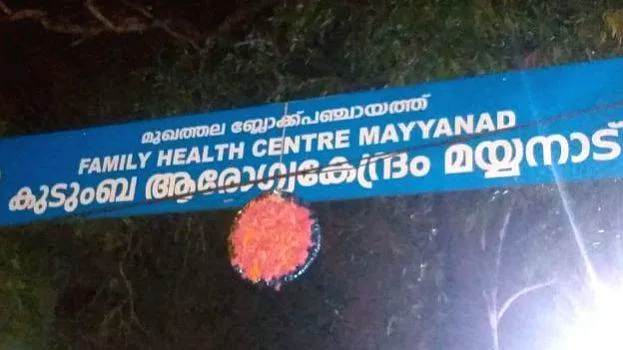 മുഖത്തല ബ്ലോക്ക്പഞ്ചായത്ത്
FAMILY HEALTH CENTRE MAYYANAD
കുടുംബ ആരോഗ്യകേന്ദ്രം മയ്യനാട്